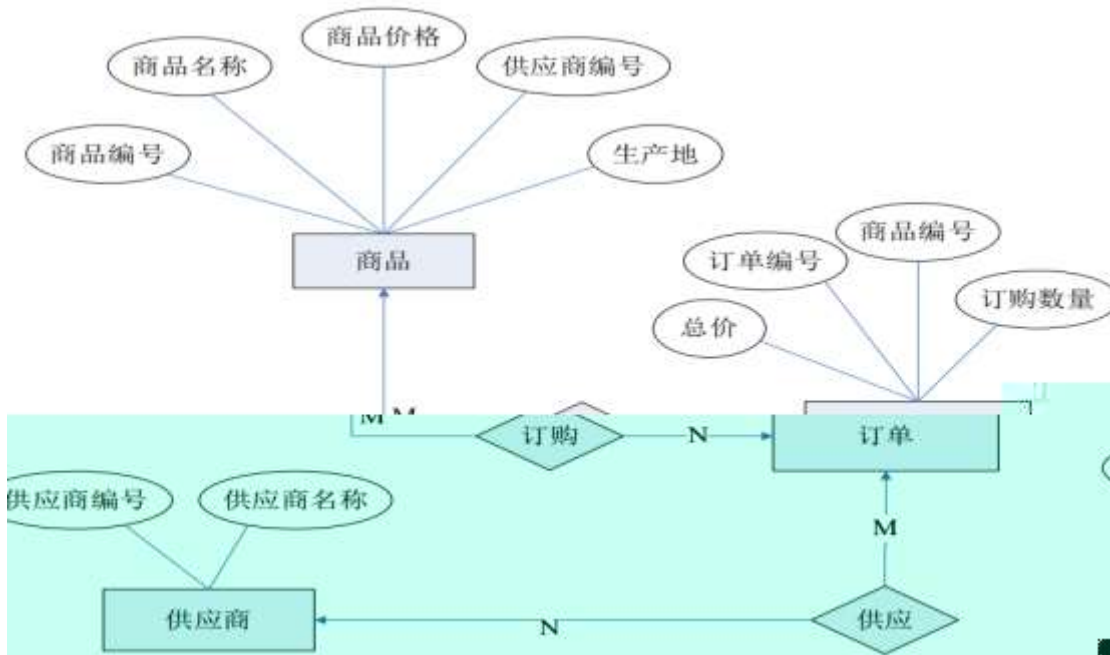 商品价格
商品名称
供应商编号
商品编号
生产地
商品
商品编号
订单编号
订购数量
总价
M
订购
N
订单
供应商编号
供应商名称
M
供应商
N
供应